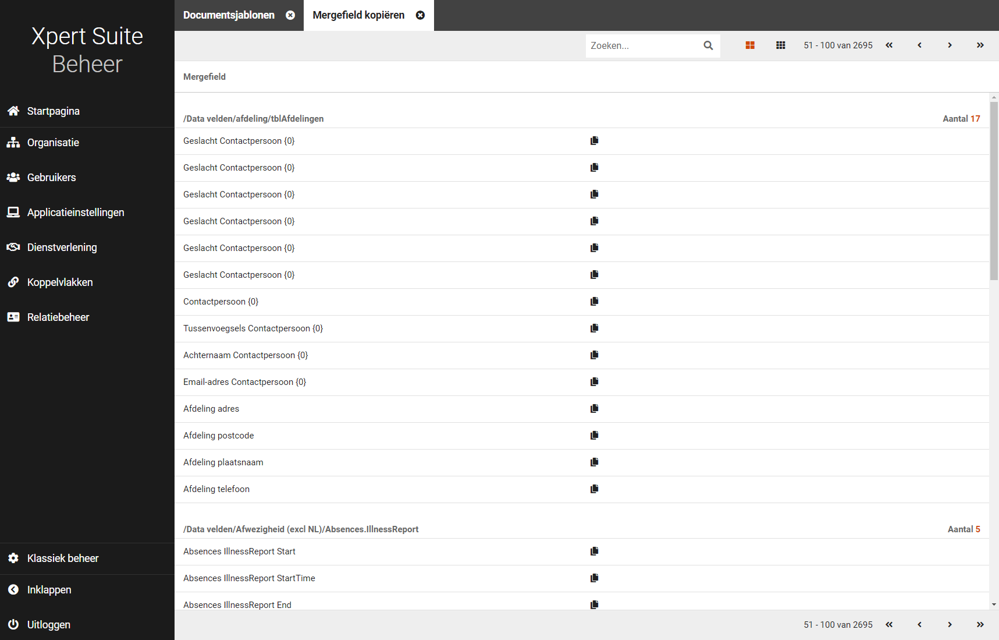 Xpert Suite
Beheer
Startpagina
Organisatie
Gebruikers
Applicatieinstellingen
Dienstverlening
Koppelvlakken
Relatiebeheer
Klassiek beheer
Inklappen
Uitloggen
Documentsjablonen
Mergefield kopiëren
Zoeken...
51 - 100 van 2695
Mergefield
/Data velden/afdeling/tblAfdelingen Aantal 17
Geslacht Contactpersoon {0}
Geslacht Contactpersoon {0}
Geslacht Contactpersoon {0}
Geslacht Contactpersoon {0}
Geslacht Contactpersoon {0}
Geslacht Contactpersoon {0}
Contactpersoon {0}
Tussenvoegsels Contactpersoon {0}
Achternaam Contactpersoon {0}
Email-adres Contactpersoon {0}
Afdeling adres
Afdeling postcode
Afdeling plaatsnaam
Afdeling telefoon
/Data velden/Afwezigheid (excl NL)/Absences.IllnessReport Aantal 5
Absences IllnessReport Start
Absences IllnessReport StartTime
Absences IllnessReport End
51 - 100 van 2695